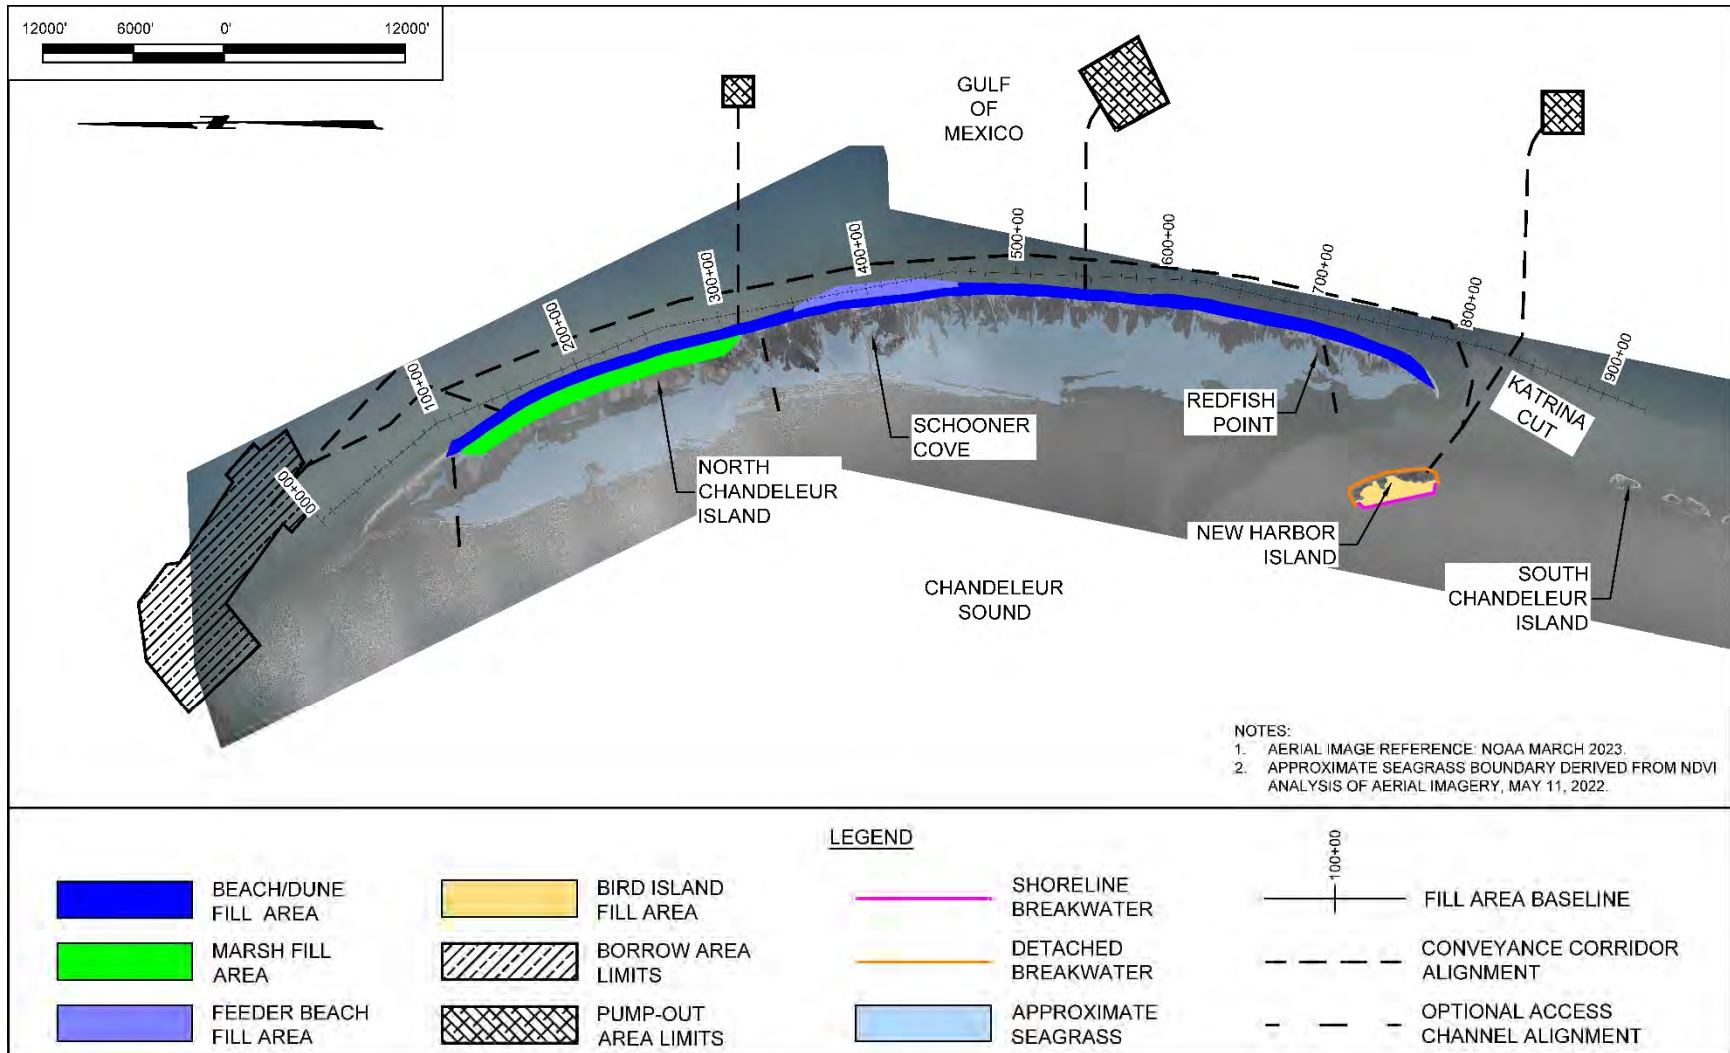 12000' 6000' 0' 12000'
GULF
OF
MEXICO
000+00
100+00
200+00
300+00
400+00
500+00
600+00
700+00
800+00
900+00
KATRINA
CUT
REDFISH
POINT
SCHOONER
COVE
NORTH
CHANDELEUR
ISLAND
NEW HARBOR
ISLAND
SOUTH
CHANDELEUR
ISLAND
CHANDELEUR
SOUND
NOTES:
1. AERIAL IMAGE REFERENCE: NOAA MARCH 2023.
2. APPROXIMATE SEAGRASS BOUNDARY DERIVED FROM NDVI
ANALYSIS OF AERIAL IMAGERY, MAY 11, 2022.
LEGEND
BEACH/DUNE
FILL AREA
MARSH FILL
AREA
FEEDER BEACH
FILL AREA
BIRD ISLAND
FILL AREA
BORROW AREA
LIMITS
PUMP-OUT
AREA LIMITS
SHORELINE
BREAKWATER
DETACHED
BREAKWATER
APPROXIMATE
SEAGRASS
100+00
FILL AREA BASELINE
CONVEYANCE CORRIDOR
ALIGNMENT
OPTIONAL ACCESS
CHANNEL ALIGNMENT